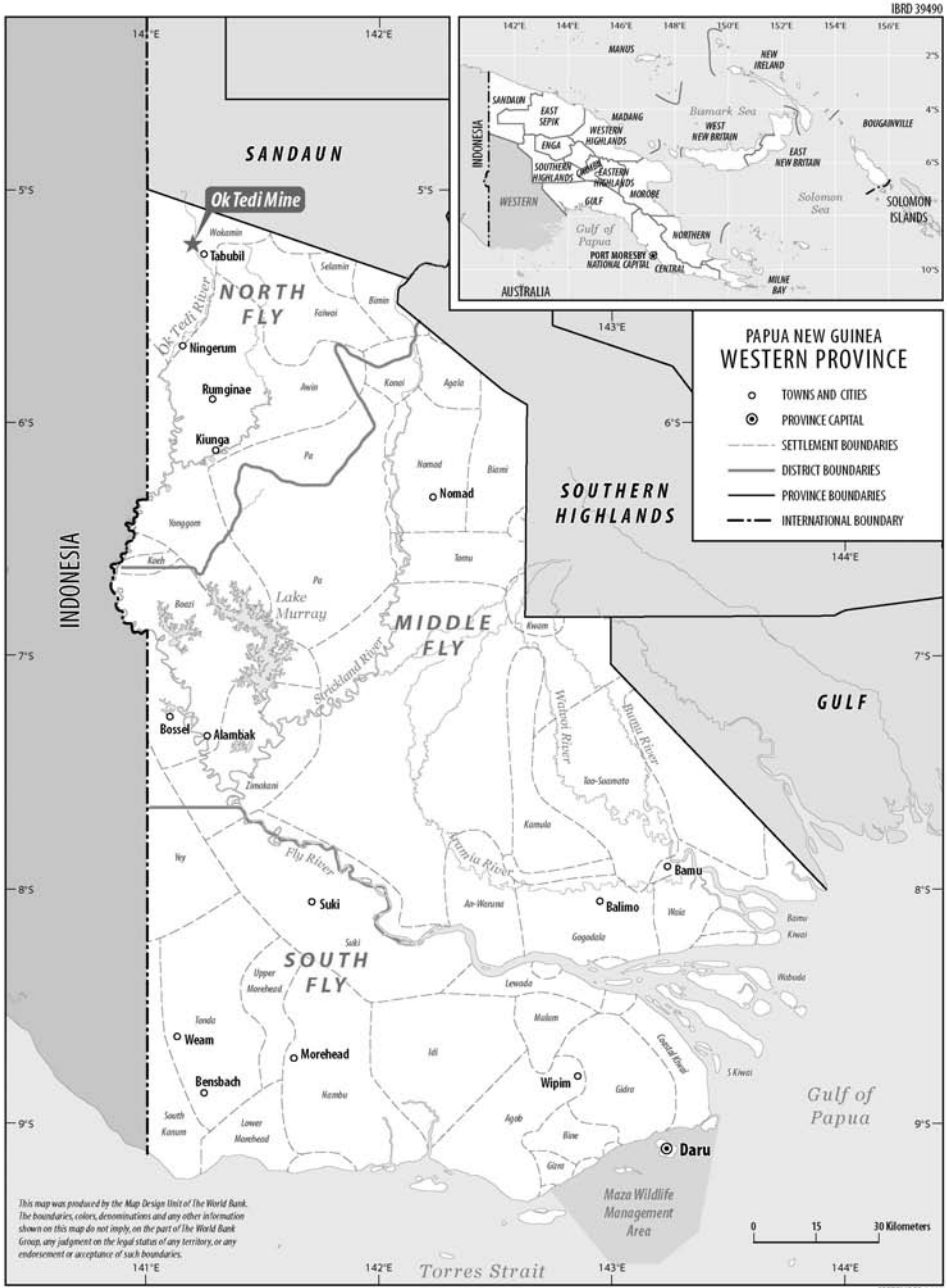 IBRD 39490
141°E
142°E
142°E
144°E
146°E
148°E
150°E
152°E
154°E
156°E
MANUS
NEW
IRELAND
2°S
SANDAUN
EAST
SEPIK
MADANG
Bismark Sea
4°S
WESTERN
HIGHLANDS
WEST
NEW BRITAIN
BOUGAINVILLE
ENGA
EAST
NEW BRITAIN
6°S
INDONESIA
SOUTHERN
HIGHLANDS
EASTERN
HIGHLANDS
MOROBE
WESTERN
GULF
Solomon
Sea
SOLOMON
ISLANDS
Gulf of
Papua
NORTHERN
PORT MORESBY
NATIONAL CAPITAL
CENTRAL
10°S
MILNE
BAY
AUSTRALIA
SANDAUN
5°S
5°S
Ok Tedi Mine
Wokamin
Tabubil
Selamin
NORTH
FLY
Faiwol
Bimin
Ok Tedi River
143°E
Ningerum
PAPUA NEW GUINEA
WESTERN PROVINCE
TOWNS AND CITIES
PROVINCE CAPITAL
SETTLEMENT BOUNDARIES
DISTRICT BOUNDARIES
PROVINCE BOUNDARIES
INTERNATIONAL BOUNDARY
Rumginae
Awin
Konai
Agala
6°S
6°S
Kiunga
Pa
Nomad
Biami
Nomad
SOUTHERN
HIGHLANDS
Yonggom
INDONESIA
Tomu
144°E
Pa
Boazi
Lake
Murray
MIDDLE
FLY
Kwam
7°S
7°S
Strickland River
Wawoi River
Bamu River
GULF
Bossel
Alambak
Zimakani
Tao-Suamato
Kamula
Fly River
Yey
Bamu
8°S
8°S
Suki
An-Waruna
Balimo
Waia
Bamu
Kiwai
Gogodala
Suki
SOUTH
FLY
Upper
Morehead
Lewada
Wabuda
Tonda
Mulam
Weam
Morehead
Idi
Coastal Kiwai
S Kiwai
Bensbach
Wipim
Gidra
Nambu
Gulf of
Papua
South
Kanum
Lower
Morehead
Agob
Bine
9°S
9°S
Daru
Gizra
Maza Wildlife
Management
Area
This map was produced by the Map Design Unit of The World Bank.
The boundaries, colors, denominations and any other information
shown on this map do not imply, on the part of The World Bank
Group, any judgment on the legal status of any territory, or any
endorsement or acceptance of such boundaries.
0 15 30 Kilometers
141°E
142°E
Torres Strait
143°E
144°E